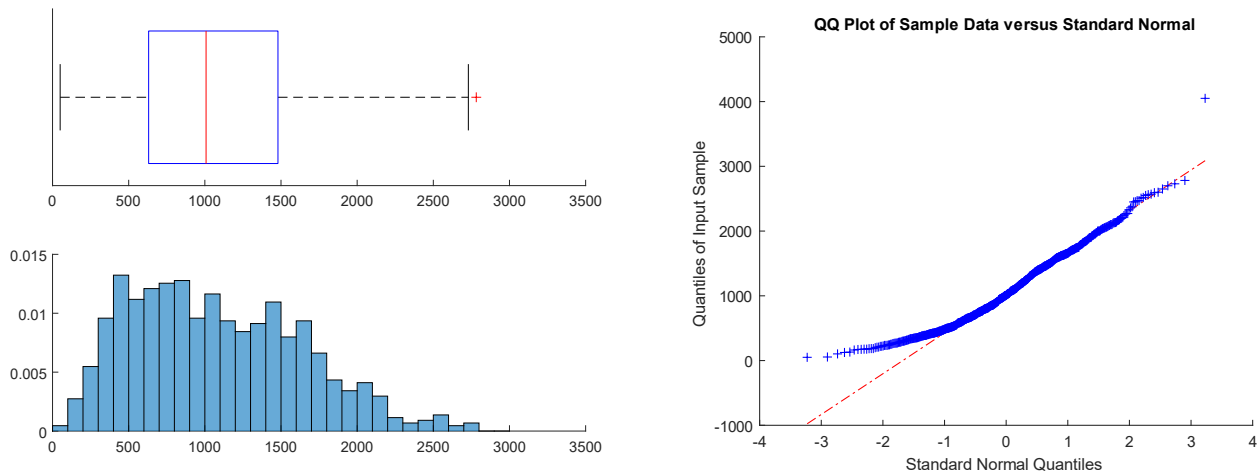 0 500 1000 1500 2000 2500 3000 3500
0.015
0.01
0.005
0
0 500 1000 1500 2000 2500 3000 3500
QQ Plot of Sample Data versus Standard Normal
5000
4000
3000
2000
1000
0
-1000
Quantiles of Input Sample
-4 -3 -2 -1 0 1 2 3 4
Standard Normal Quantiles